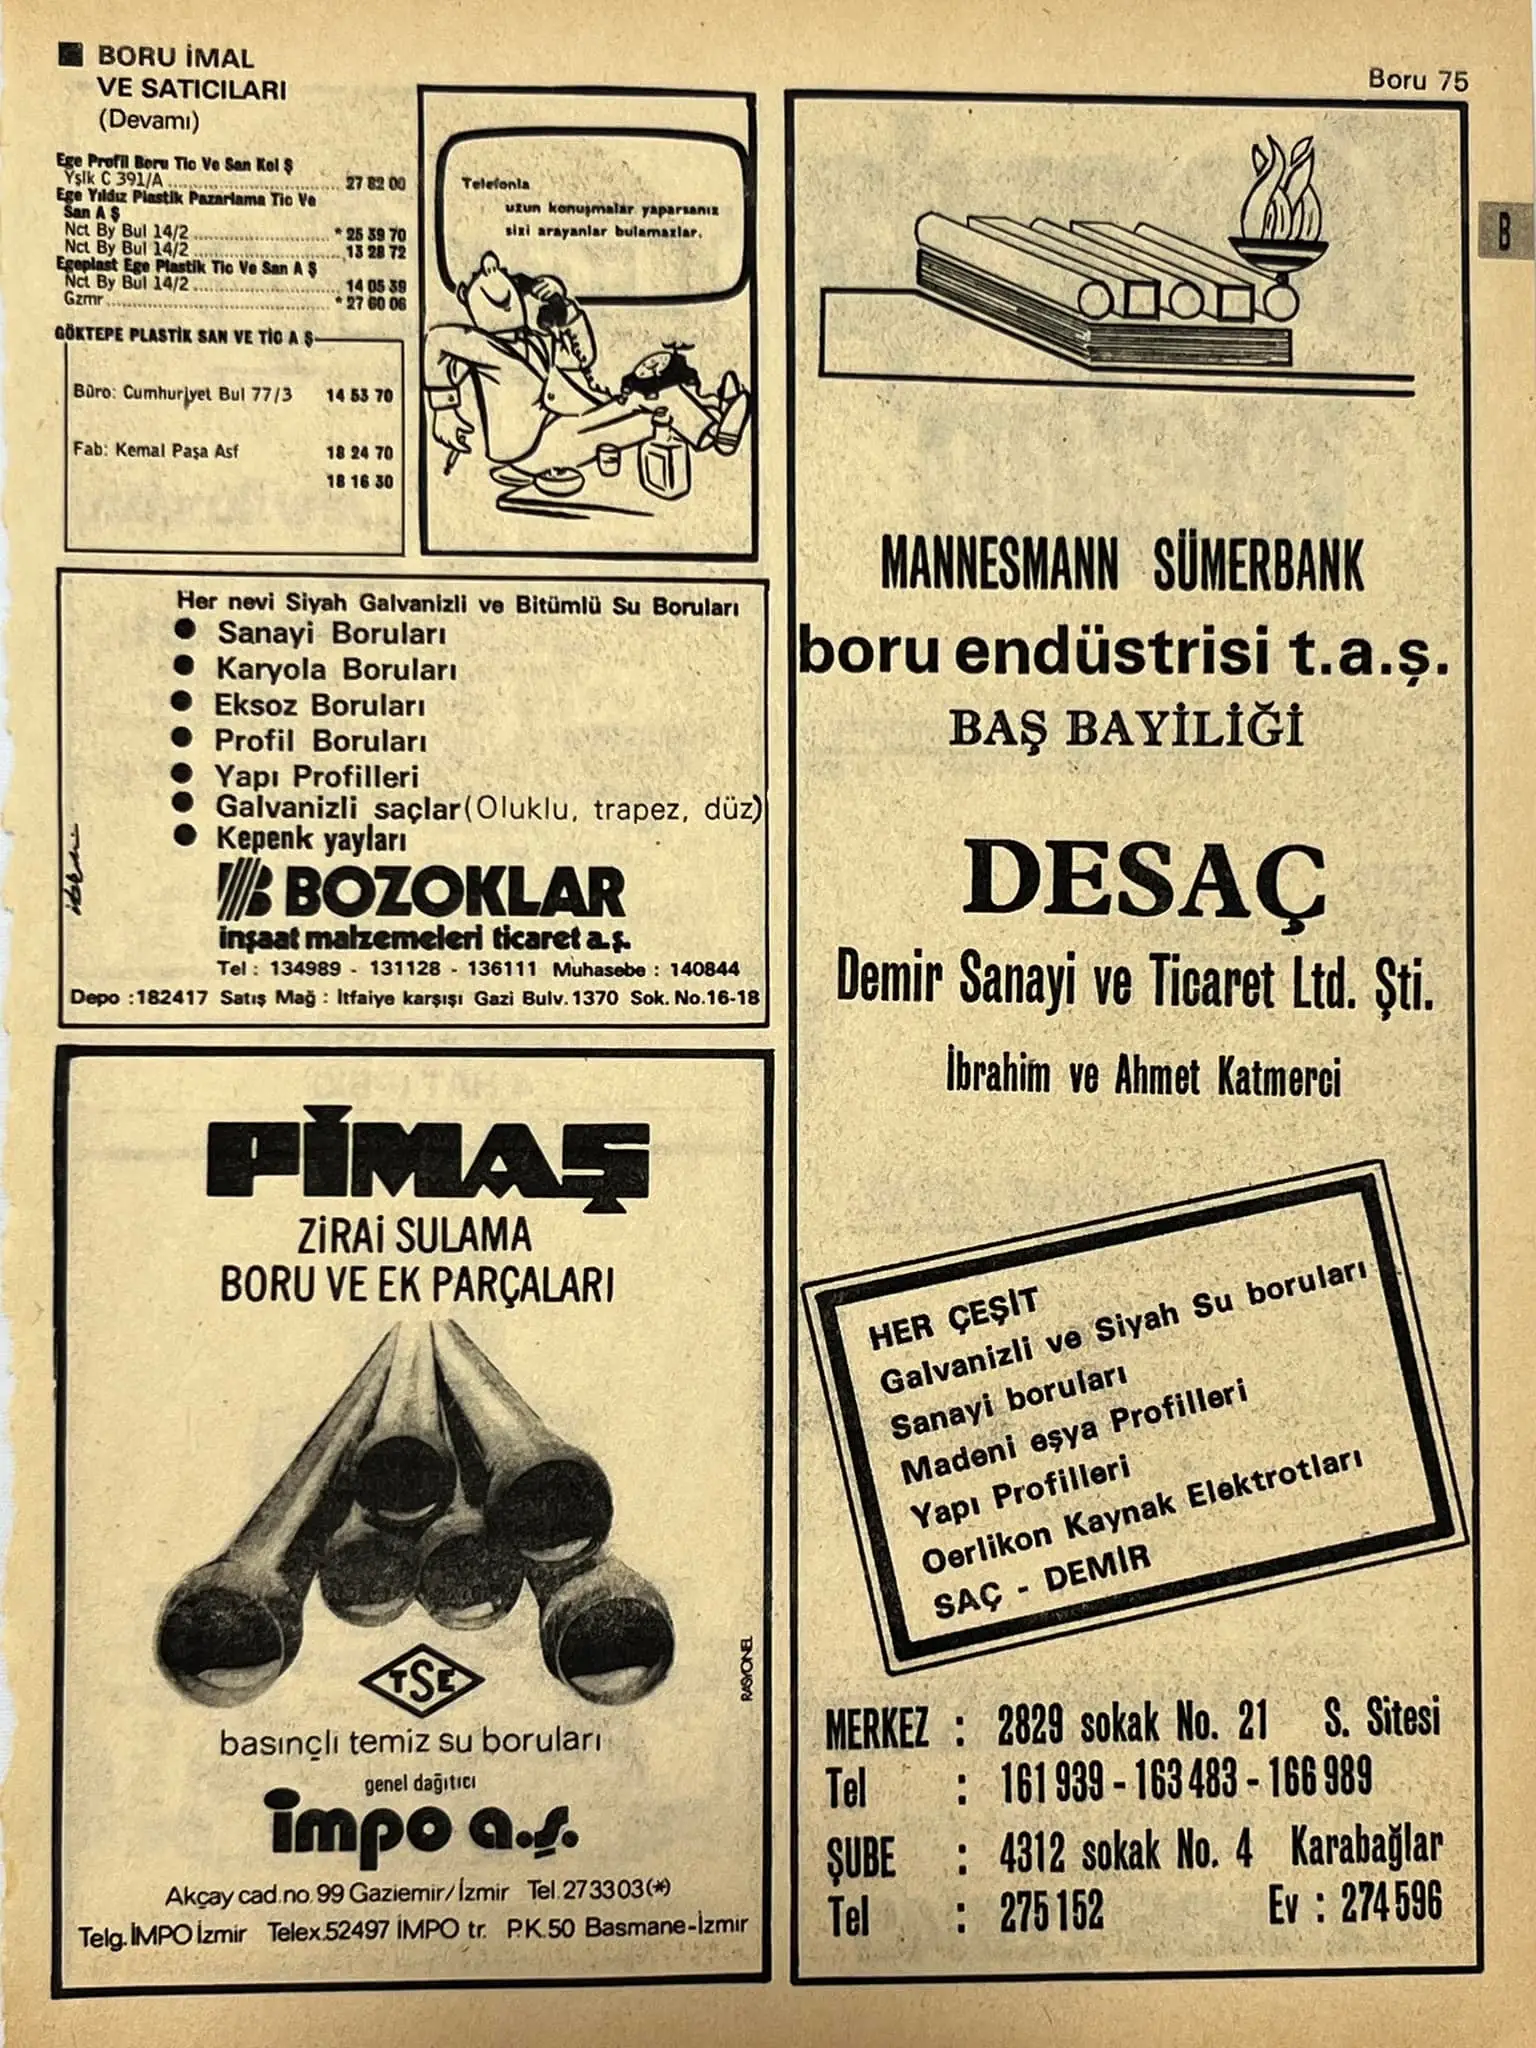 BORU İMAL
VE SATICILARI
(Devamı)
Boru 75
B
Ege Profil Boru Tic Ve San Kol Ş
Yşlk C 391/A 27 82 00
Ege Yıldız Plastik Pazarlama Tic Ve
San A Ş
Nct By Bul 14/2 * 25 39 70
Nct By Bul 14/2 13 28 72
Egeplast Ege Plastik Tic Ve San A Ş
Nct By Bul 14/2 14 05 39
Gzmr * 27 60 06
GÖKTEPE PLASTİK SAN VE TİC A Ş
Büro: Cumhuriyet Bul 77/3 14 53 70
Fab: Kemal Paşa Asf 18 24 70
18 16 30
Telefonla
uzun konuşmalar yaparsanız
sizi arayanlar bulamazlar.
Her nevi Siyah Galvanizli ve Bitümlü Su Boruları
Sanayi Boruları
Karyola Boruları
Eksoz Boruları
Profil Boruları
Yapı Profilleri
Galvanizli saçlar(Oluklu, trapez, düz)
Kepenk yayları
BOZOKLAR
inşaat malzemeleri ticaret a.ş.
Tel : 134989 - 131128 - 136111 Muhasebe : 140844
Depo :182417 Satış Mağ : İtfaiye karşısı Gazi Bulv.1370 Sok. No.16-18
PİMAŞ
ZİRAİ SULAMA
BORU VE EK PARÇALARI
TSE
RASYONEL
basınçlı temiz su boruları
genel dağıtıcı
impo a.ş.
Akçay cad.no.99 Gaziemir/İzmir Tel.273303(*)
Telg.İMPO İzmir Telex.52497 İMPO tr. P.K.50 Basmane-İzmir
MANNESMANN SÜMERBANK
boru endüstrisi t.a.ş.
BAŞ BAYİLİĞİ
DESAÇ
Demir Sanayi ve Ticaret Ltd. Şti.
İbrahim ve Ahmet Katmerci
HER ÇEŞİT
Galvanizli ve Siyah Su boruları
Sanayi boruları
Madeni eşya Profilleri
Yapı Profilleri
Oerlikon Kaynak Elektrotları
SAÇ - DEMİR
MERKEZ : 2829 sokak No. 21 S. Sitesi
Tel : 161 939 - 163 483 - 166 989
ŞUBE : 4312 sokak No. 4 Karabağlar
Tel : 275 152 Ev : 274 596